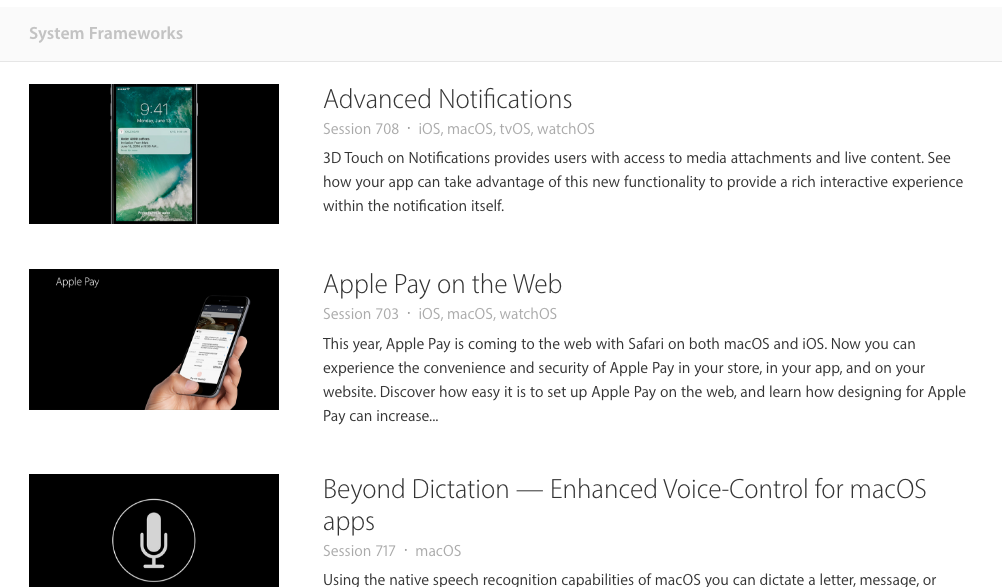 System Frameworks
9:41
Monday, June 13
Advanced Notifications
Session 708 · iOS, macOS, tvOS, watchOS
3D Touch on Notifications provides users with access to media attachments and live content. See
how your app can take advantage of this new functionality to provide a rich interactive experience
within the notification itself.
Apple Pay
Apple Pay on the Web
Session 703 · iOS, macOS, watchOS
This year, Apple Pay is coming to the web with Safari on both macOS and iOS. Now you can
experience the convenience and security of Apple Pay in your store, in your app, and on your
website. Discover how easy it is to set up Apple Pay on the web, and learn how designing for Apple
Pay can increase...
Beyond Dictation — Enhanced Voice-Control for macOS
apps
Session 717 · macOS
Using the native speech recognition capabilities of macOS you can dictate a letter, message, or